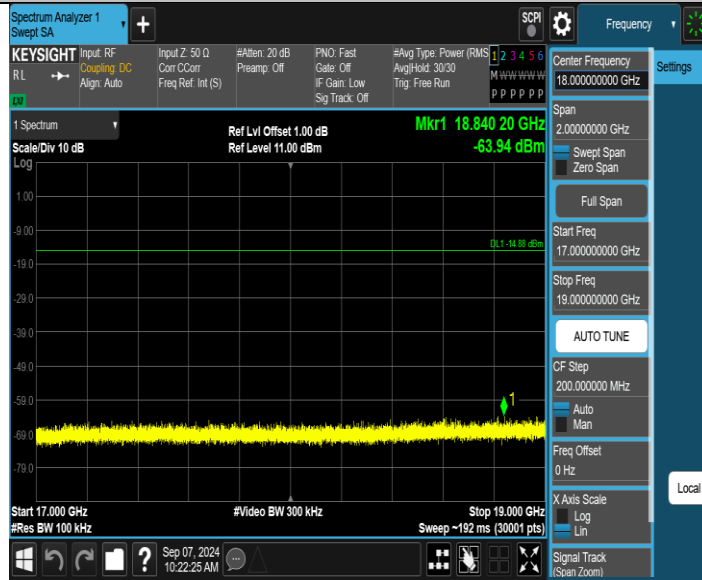 Spectrum Analyzer 1
Swept SA
+
SCPI
Frequency
Settings
KEYSIGHT
RL
LXI
Input: RF
Coupling: DC
Align: Auto
Input Z: 50 Ω
Corr CCorr
Freq Ref: Int (S)
#Atten: 20 dB
Preamp: Off
PNO: Fast
Gate: Off
IF Gain: Low
Sig Track: Off
#Avg Type: Power (RMS
Avg|Hold: 30/30
Trig: Free Run
1 2 3 4 5 6
M W W W W W
P P P P P P
1 Spectrum
Scale/Div 10 dB
Log
Ref Lvl Offset 1.00 dB
Ref Level 11.00 dBm
Mkr1 18.840 20 GHz
-63.94 dBm
1.00
-9.00
DL1 -14.88 dBm
-19.0
-29.0
-39.0
-49.0
-59.0
1
-69.0
-79.0
Start 17.000 GHz
#Res BW 100 kHz
#Video BW 300 kHz
Stop 19.000 GHz
Sweep ~192 ms (30001 pts)
?
Sep 07, 2024
10:22:25 AM
Center Frequency
18.000000000 GHz
Span
2.00000000 GHz
Swept Span
Zero Span
Full Span
Start Freq
17.000000000 GHz
Stop Freq
19.000000000 GHz
AUTO TUNE
CF Step
200.000000 MHz
Auto
Man
Freq Offset
0 Hz
X Axis Scale
Log
Lin
Signal Track
(Span Zoom)
Local